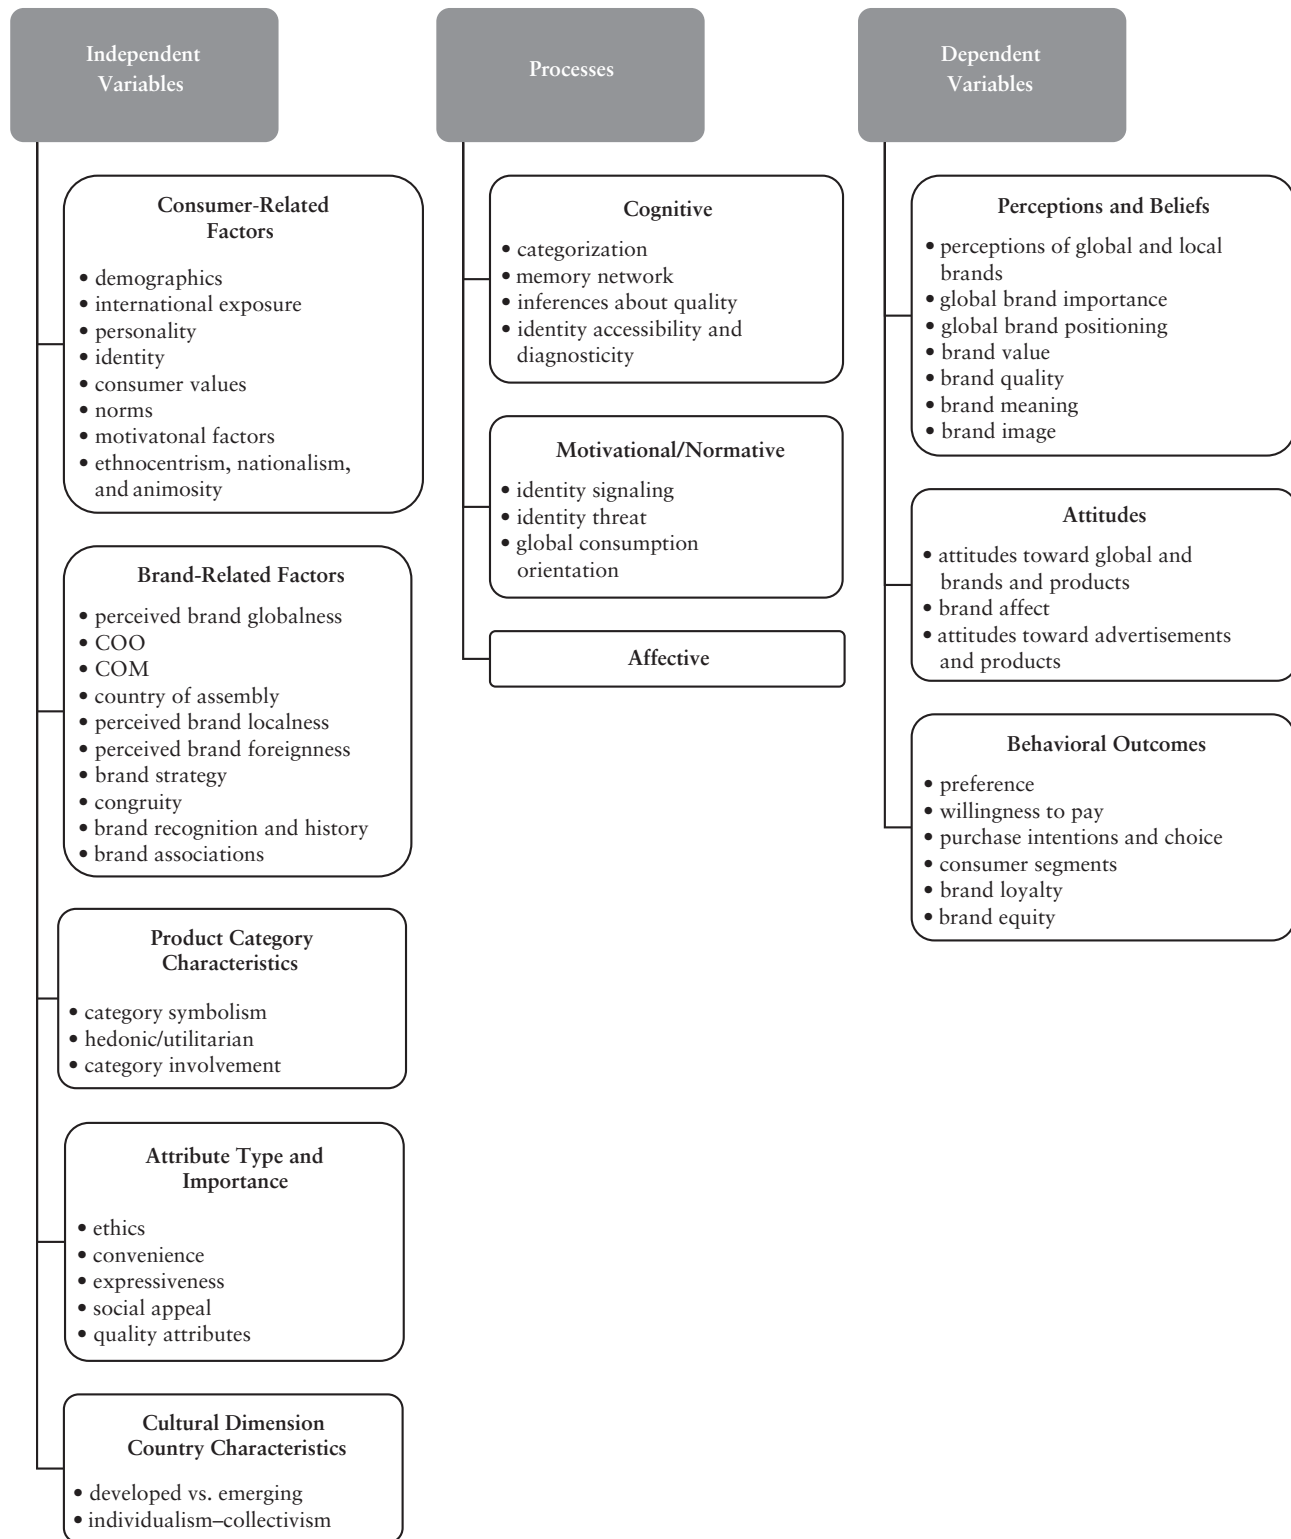 Independent
Variables
Consumer-Related
Factors
• demographics
• international exposure
• personality
• identity
• consumer values
• norms
• motivatonal factors
• ethnocentrism, nationalism,
and animosity
Brand-Related Factors
• perceived brand globalness
• COO
• COM
• country of assembly
• perceived brand localness
• perceived brand foreignness
• brand strategy
• congruity
• brand recognition and history
• brand associations
Product Category
Characteristics
• category symbolism
• hedonic/utilitarian
• category involvement
Attribute Type and
Importance
• ethics
• convenience
• expressiveness
• social appeal
• quality attributes
Cultural Dimension
Country Characteristics
• developed vs. emerging
• individualism–collectivism
Processes
Cognitive
• categorization
• memory network
• inferences about quality
• identity accessibility and
diagnosticity
Motivational/Normative
• identity signaling
• identity threat
• global consumption
orientation
Affective
Dependent
Variables
Perceptions and Beliefs
• perceptions of global and local
brands
• global brand importance
• global brand positioning
• brand value
• brand quality
• brand meaning
• brand image
Attitudes
• attitudes toward global and
brands and products
• brand affect
• attitudes toward advertisements
and products
Behavioral Outcomes
• preference
• willingness to pay
• purchase intentions and choice
• consumer segments
• brand loyalty
• brand equity